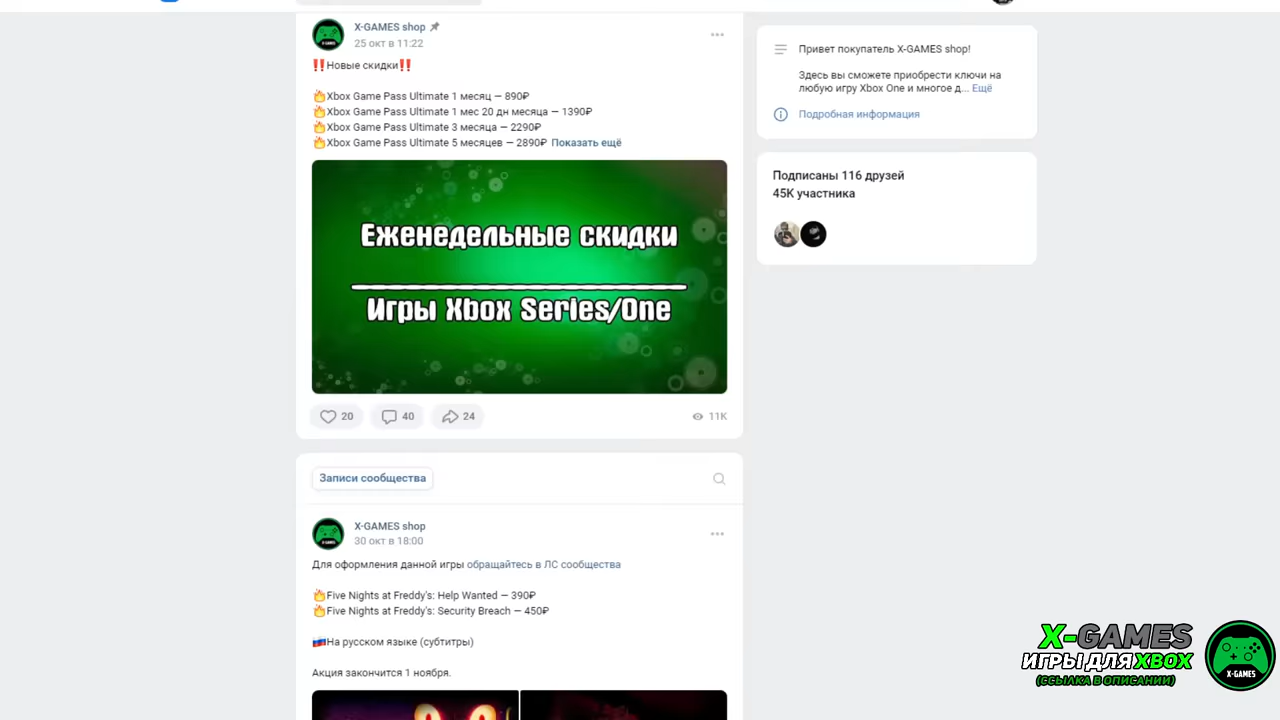 X-GAMES shop
25 окт в 11:22
‼️Новые скидки‼️
🔥Xbox Game Pass Ultimate 1 месяц — 890₽
🔥Xbox Game Pass Ultimate 1 мес 20 дн месяца — 1390₽
🔥Xbox Game Pass Ultimate 3 месяца — 2290₽
🔥Xbox Game Pass Ultimate 5 месяцев — 2890₽ Показать ещё
Еженедельные скидки
Игры Xbox Series/One
20 40 24 11K
Записи сообщества
X-GAMES shop
30 окт в 18:00
Для оформления данной игры обращайтесь в ЛС сообщества
🔥Five Nights at Freddy's: Help Wanted — 390₽
🔥Five Nights at Freddy's: Security Breach — 450₽
🇷🇺На русском языке (субтитры)
Акция закончится 1 ноября.
Привет покупатель X-GAMES shop!
Здесь вы сможете приобрести ключи на
любую игру Xbox One и многое д... Ещё
Подробная информация
Подписаны 116 друзей
45K участника
X-GAMES
ИГРЫ ДЛЯ XBOX
(ССЫЛКА В ОПИСАНИИ)
X-GAMES